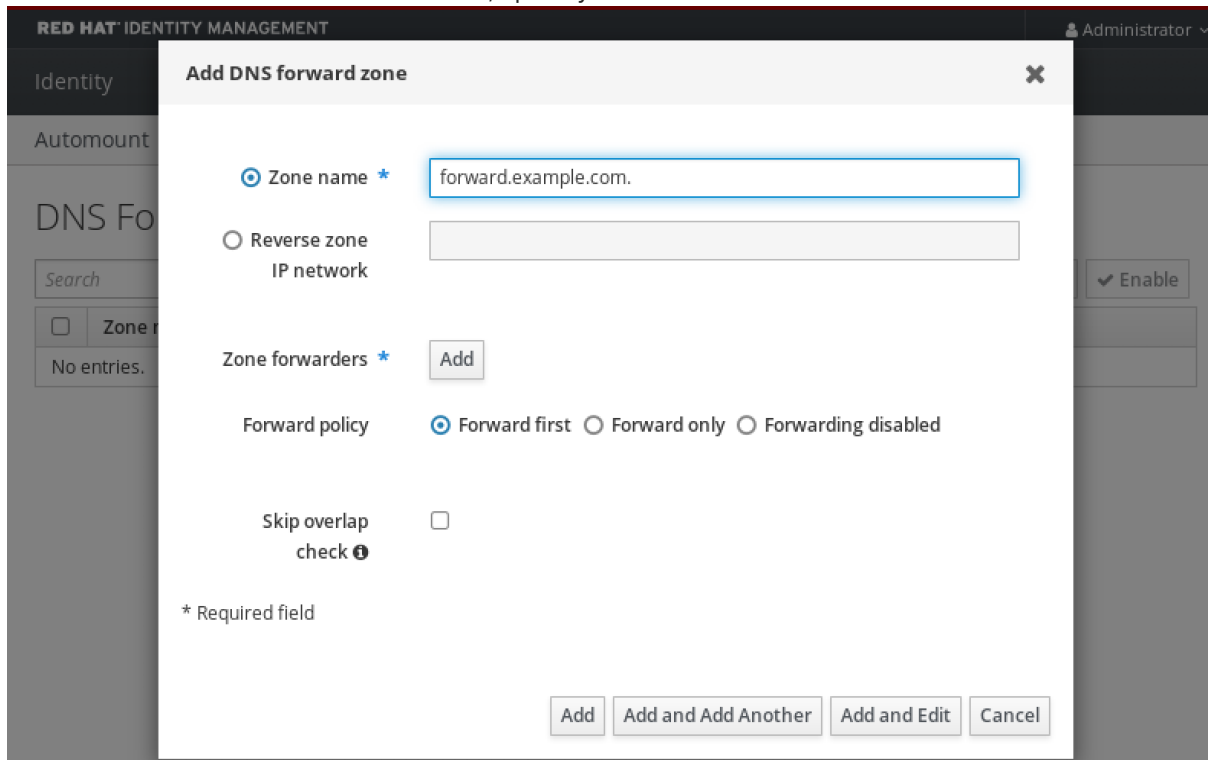 RED HAT® IDENTITY MANAGEMENT
Administrator
Identity
Add DNS forward zone
Automount
Zone name *
forward.example.com.
DNS Fo
Reverse zone
IP network
Search
Enable
Zone
No entries.
Zone forwarders *
Add
Forward policy
Forward first
Forward only
Forwarding disabled
Skip overlap
check
* Required field
Add
Add and Add Another
Add and Edit
Cancel